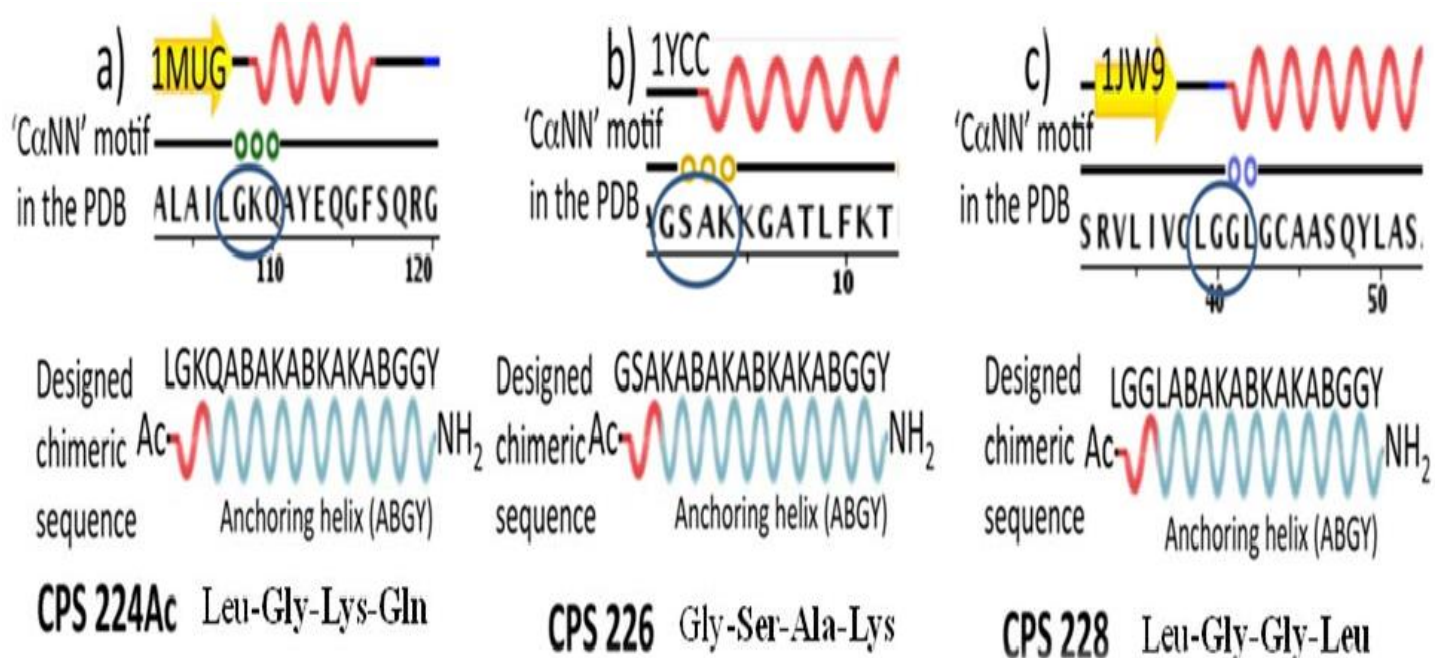 a) 1MUG
'CαNN' motif
in the PDB
ALAILGKQAYEQGFSQRG
110 120
Designed
chimeric
sequence
LGKQABAKABKAKABGGY
Ac NH2
Anchoring helix (ABGY)
CPS 224Ac Leu-Gly-Lys-Gln
b) 1YCC
'CαNN' motif
in the PDB
GSAKKGATLFKT
10
Designed
chimeric
sequence
GSAKABAKABKAKABGGY
Ac NH2
Anchoring helix (ABGY)
CPS 226 Gly-Ser-Ala-Lys
c) 1JW9
'CαNN' motif
in the PDB
SRVLIVGLGGLGCAASQYLAS
40 50
Designed
chimeric
sequence
LGGLABAKABKAKABGGY
Ac NH2
Anchoring helix (ABGY)
CPS 228 Leu-Gly-Gly-Leu